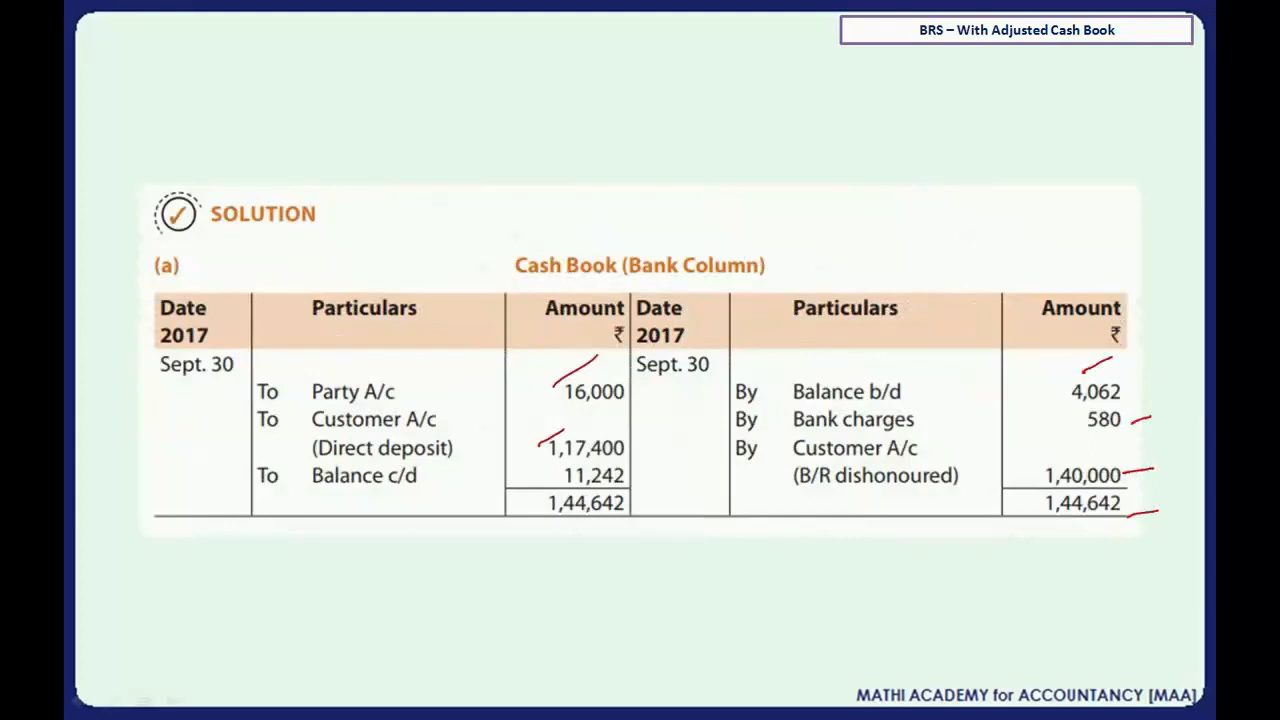 BRS – With Adjusted Cash Book
SOLUTION
(a) Cash Book (Bank Column)
Date Particulars Amount Date Particulars Amount
2017 ₹ 2017 ₹
Sept. 30 Sept. 30
To Party A/c 16,000 By Balance b/d 4,062
To Customer A/c By Bank charges 580
(Direct deposit) 1,17,400 By Customer A/c
To Balance c/d 11,242 (B/R dishonoured) 1,40,000
1,44,642 1,44,642
MATHI ACADEMY for ACCOUNTANCY [MAA]